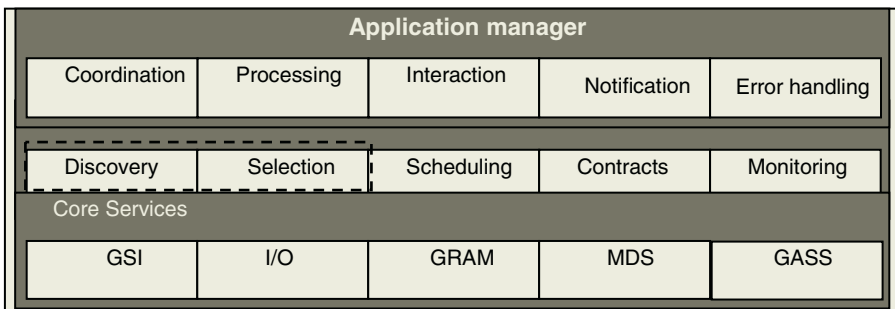 Application manager
Coordination Processing Interaction Notification Error handling
Discovery Selection Scheduling Contracts Monitoring
Core Services
GSI I/O GRAM MDS GASS